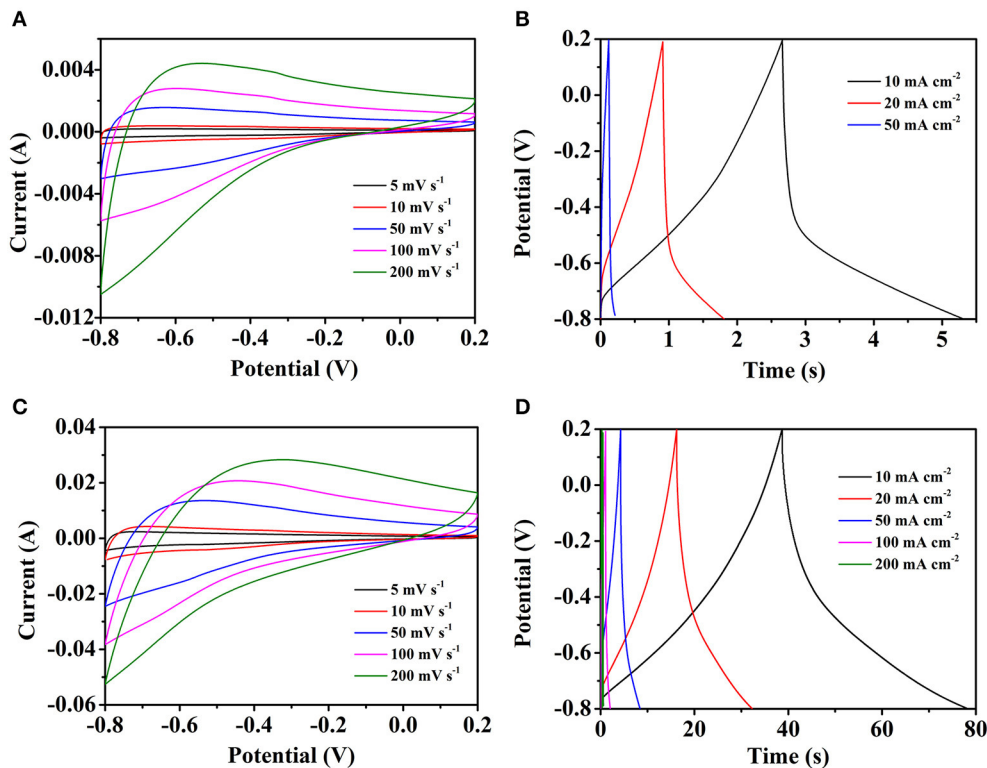 A
0.004
0.000
-0.004
-0.008
-0.012
Current (A)
5 mV s⁻¹
10 mV s⁻¹
50 mV s⁻¹
100 mV s⁻¹
200 mV s⁻¹
-0.8 -0.6 -0.4 -0.2 0.0 0.2
Potential (V)
B
0.2
0.0
-0.2
-0.4
-0.6
-0.8
Potential (V)
10 mA cm⁻²
20 mA cm⁻²
50 mA cm⁻²
0 1 2 3 4 5
Time (s)
C
0.04
0.02
0.00
-0.02
-0.04
-0.06
Current (A)
5 mV s⁻¹
10 mV s⁻¹
50 mV s⁻¹
100 mV s⁻¹
200 mV s⁻¹
-0.8 -0.6 -0.4 -0.2 0.0 0.2
Potential (V)
D
0.2
0.0
-0.2
-0.4
-0.6
-0.8
Potential (V)
10 mA cm⁻²
20 mA cm⁻²
50 mA cm⁻²
100 mA cm⁻²
200 mA cm⁻²
0 20 40 60 80
Time (s)